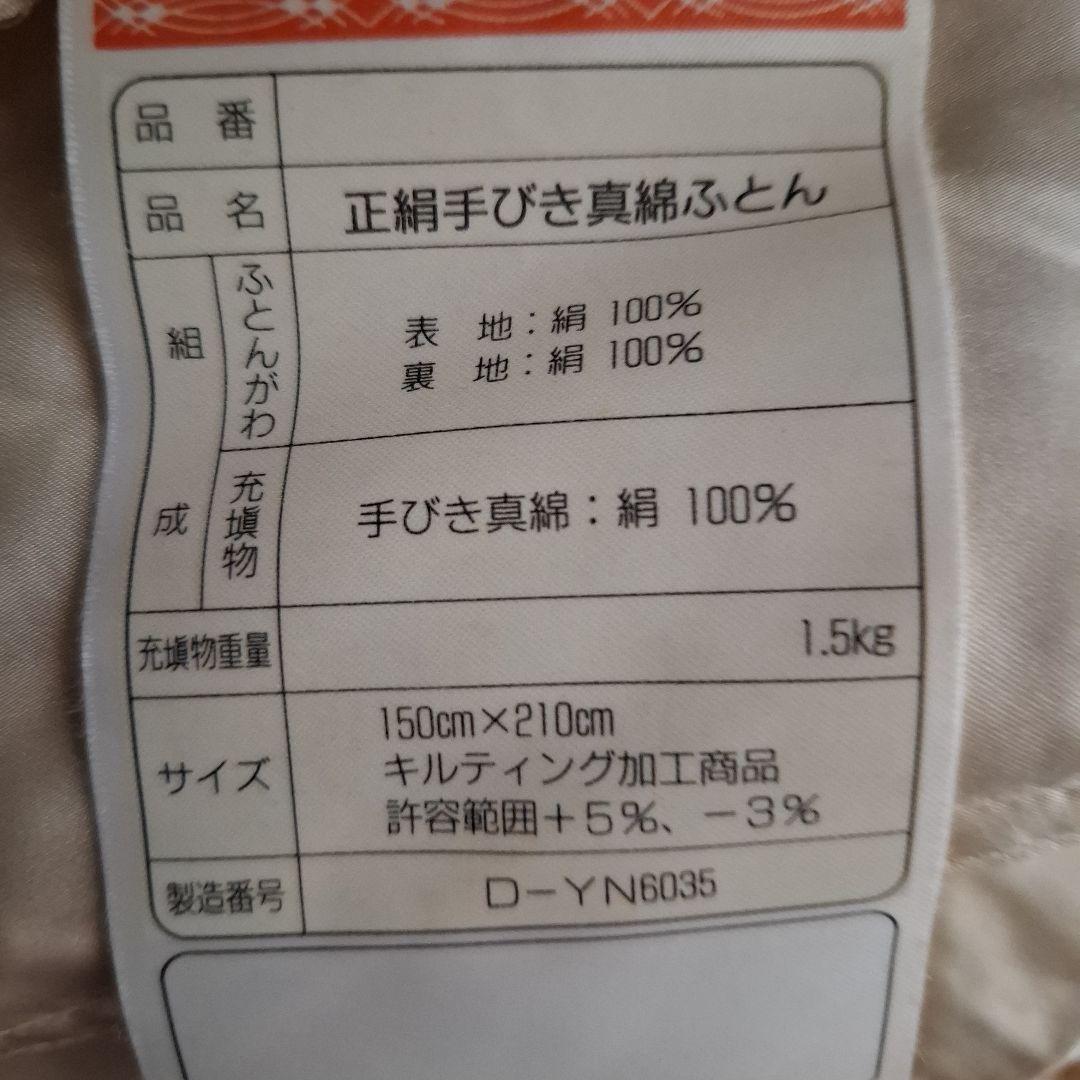 品番
品名 正絹手びき真綿ふとん
組成 ふとんがわ 表地:絹 100%
裏地:絹 100%
充塡物 手びき真綿:絹 100%
充塡物重量 1.5kg
サイズ 150cm×210cm
キルティング加工商品
許容範囲+5%、-3%
製造番号 D-YN6035